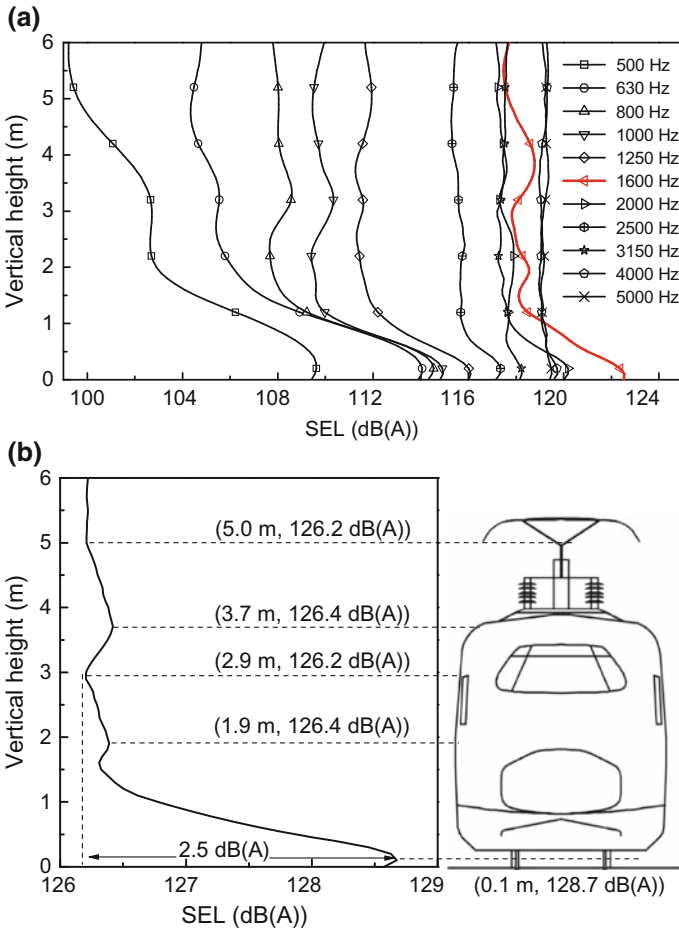 (a)
6
5
4
3
2
1
0
Vertical height (m)
500 Hz
630 Hz
800 Hz
1000 Hz
1250 Hz
1600 Hz
2000 Hz
2500 Hz
3150 Hz
4000 Hz
5000 Hz
100 104 108 112 116 120 124
SEL (dB(A))
(b)
6
5
4
3
2
1
0
Vertical height (m)
(5.0 m, 126.2 dB(A))
(3.7 m, 126.4 dB(A))
(2.9 m, 126.2 dB(A))
(1.9 m, 126.4 dB(A))
2.5 dB(A)
(0.1 m, 128.7 dB(A))
126 127 128 129
SEL (dB(A))